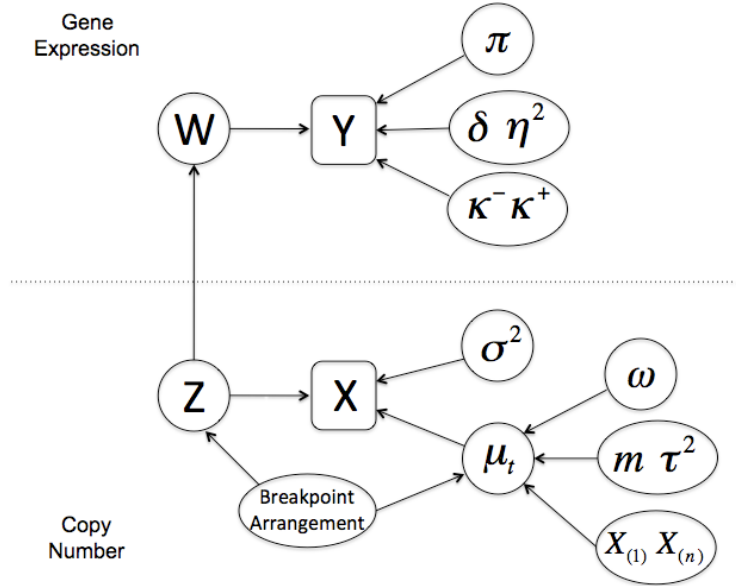 Gene
Expression
π
W
Y
δ η²
κ⁻ κ⁺
σ²
Z
X
ω
μₜ
m τ²
Breakpoint
Arrangement
X₍₁₎ X₍ₙ₎
Copy
Number